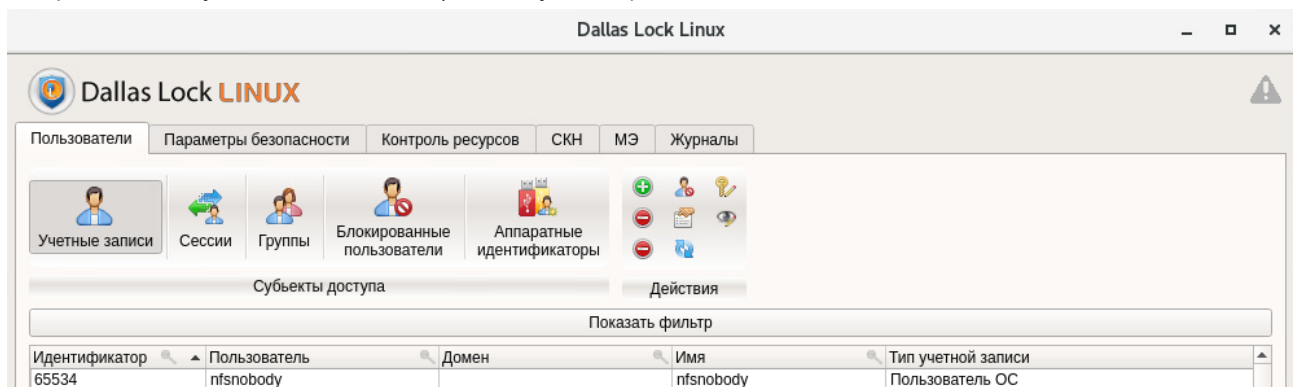 Dallas Lock Linux
Dallas Lock LINUX
Пользователи Параметры безопасности Контроль ресурсов СКН МЭ Журналы
Учетные записи Сессии Группы Блокированные пользователи Аппаратные идентификаторы
Субъекты доступа Действия
Показать фильтр
Идентификатор Пользователь Домен Имя Тип учетной записи
65534 nfsnobody nfsnobody Пользователь ОС